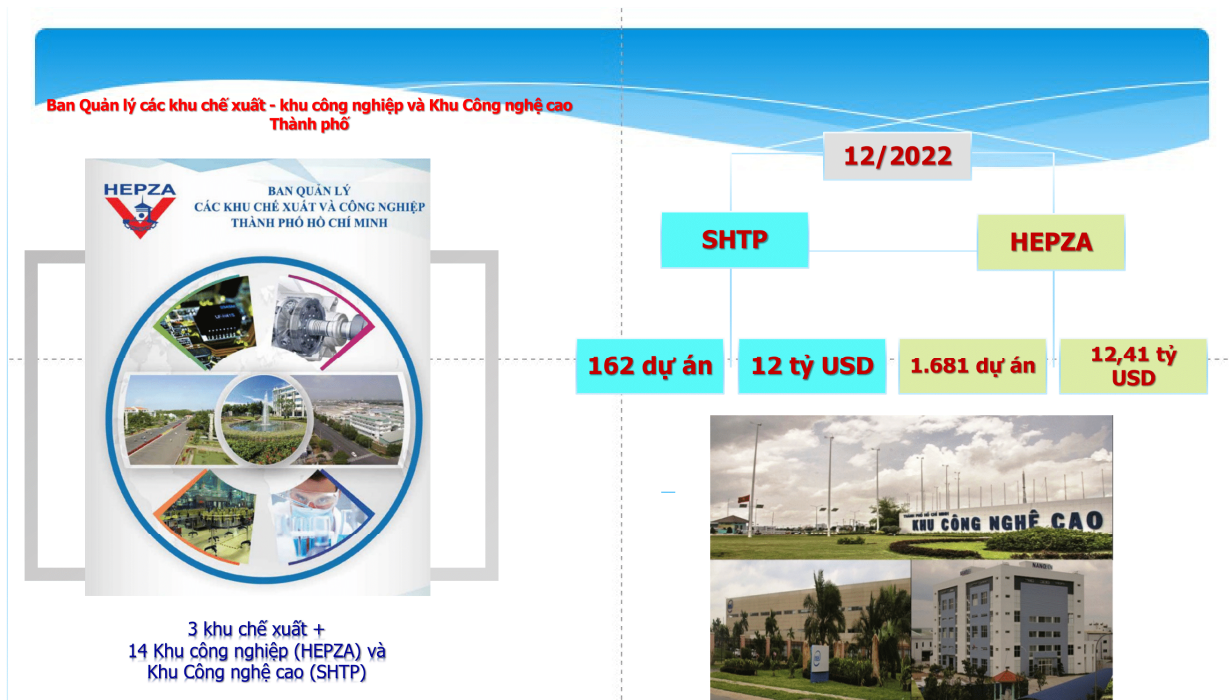 Ban Quản lý các khu chế xuất - khu công nghiệp và Khu Công nghệ cao
Thành phố
HEPZA
BAN QUẢN LÝ
CÁC KHU CHẾ XUẤT VÀ CÔNG NGHIỆP
THÀNH PHỐ HỒ CHÍ MINH
3 khu chế xuất +
14 Khu công nghiệp (HEPZA) và
Khu Công nghệ cao (SHTP)
12/2022
SHTP
HEPZA
162 dự án
12 tỷ USD
1.681 dự án
12,41 tỷ
USD
KHU CÔNG NGHỆ CAO